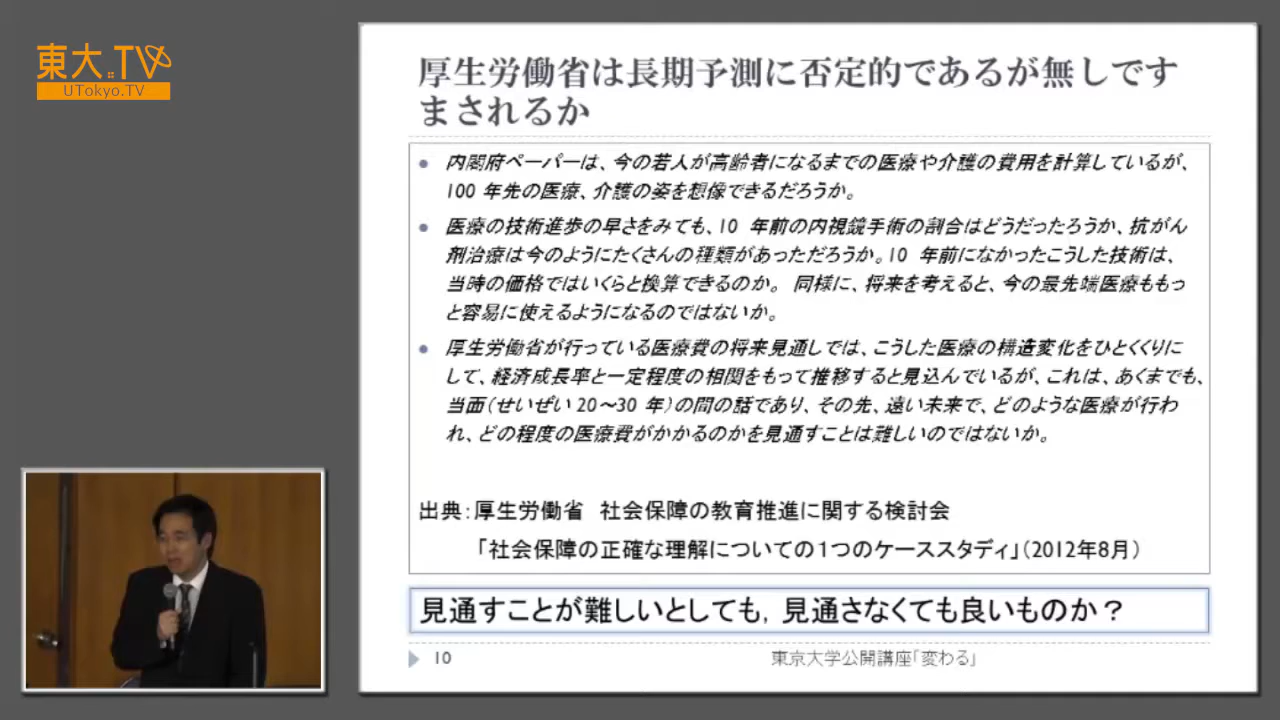 東大.TV
UTokyo.TV
厚生労働省は長期予測に否定的であるが無しです
まされるか
内閣府ペーパーは、今の若人が高齢者になるまでの医療や介護の費用を計算しているが、
100 年先の医療、介護の姿を想像できるだろうか。
医療の技術進歩の早さをみても、10 年前の内視鏡手術の割合はどうだったろうか、抗がん
剤治療は今のようにたくさんの種類があっただろうか。10 年前になかったこうした技術は、
当時の価格ではいくらと換算できるのか。 同様に、将来を考えると、今の最先端医療ももっ
と容易に使えるようになるのではないか。
厚生労働省が行っている医療費の将来見通しでは、こうした医療の構造変化をひとくくりに
して、経済成長率と一定程度の相関をもって推移すると見込んでいるが、これは、あくまでも、
当面（せいぜい 20～30 年）の間の話であり、その先、遠い未来で、どのような医療が行わ
れ、どの程度の医療費がかかるのかを見通すことは難しいのではないか。
出典：厚生労働省 社会保障の教育推進に関する検討会
「社会保障の正確な理解についての1つのケーススタディ」（2012年8月）
見通すことが難しいとしても，見通さなくても良いものか？
10
東京大学公開講座「変わる」